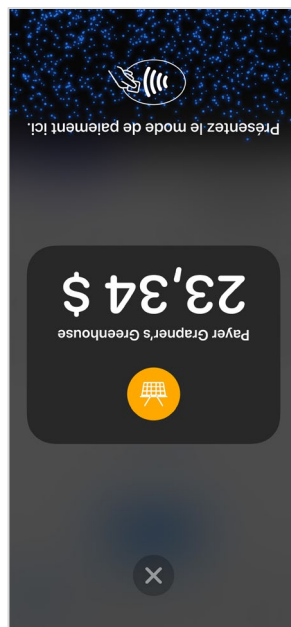 Payer Grapner's Greenhouse
23,34 $
Présentez le mode de paiement ici.